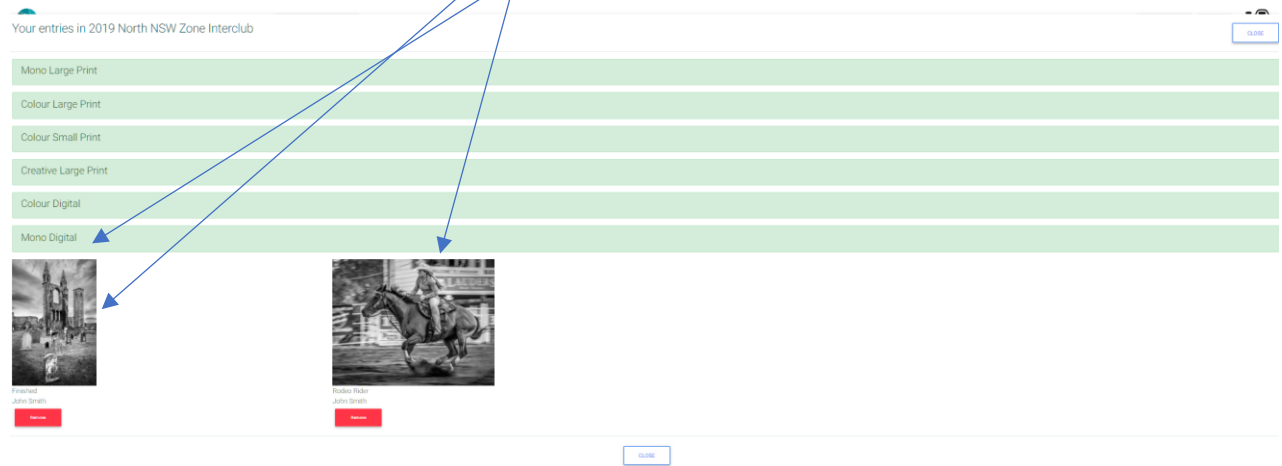 Your entries in 2019 North NSW Zone Interclub
CLOSE
Mono Large Print
Colour Large Print
Colour Small Print
Creative Large Print
Colour Digital
Mono Digital
Finished
Rodeo Rider
John Smith
John Smith
Remove
Remove
CLOSE